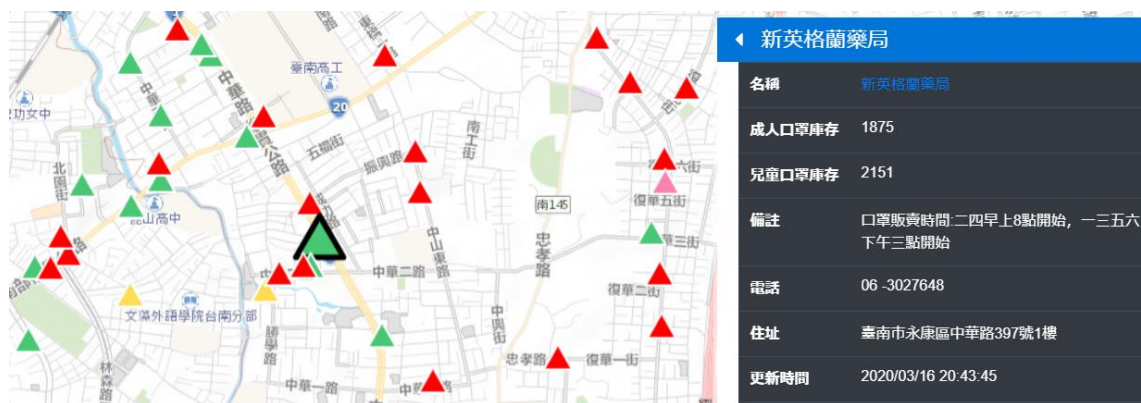 臺南高工
20
中華路
五福街
振興路
南工街
南145
忠孝路
中山東路
中華二路
中興街
忠孝路
復華一街
復華二街
復華五街
華三街
六街
北園街
崑山高中
文藻外語學院台南分部
勝學路
中華一路
林森路
功女中
新英格蘭藥局
名稱 新英格蘭藥局
成人口罩庫存 1875
兒童口罩庫存 2151
備註 口罩販賣時間:二四早上8點開始，一三五六
下午三點開始
電話 06 -3027648
住址 臺南市永康區中華路397號1樓
更新時間 2020/03/16 20:43:45